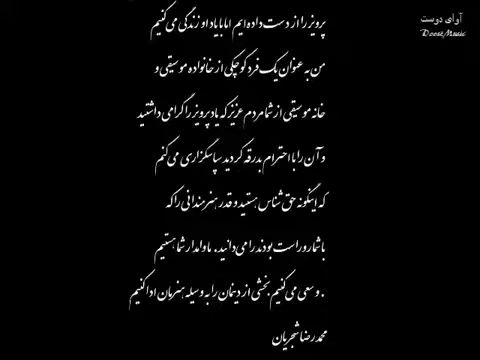 آوای دوست
Doost Music
پرویز را از دست داده ایم اما با یاد او زندگی می کنیم
من به عنوان یک فرد کوچکی از خانواده موسیقی و
خانه موسیقی از شما مردم عزیز که یاد پرویز را گرامی داشتید
و آن را با احترام بدرقه کردید سپاسگزاری می کنم
که اینگونه حق شناس هستید و قدر هنرمندانی را که
با شما رو راست بودند را می دانید. ما وامدار شما هستیم
. و سعی می کنیم بخشی از دینمان را به وسیله هنرمان ادا کنیم
محمدرضا شجریان